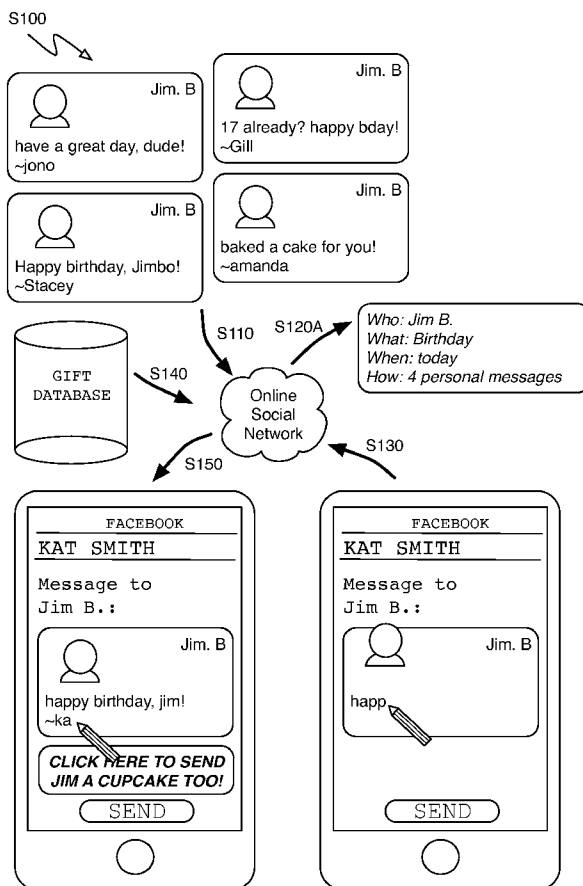 S100
Jim. B
have a great day, dude!
~jono
Jim. B
17 already? happy bday!
~Gill
Jim. B
Happy birthday, Jimbo!
~Stacey
Jim. B
baked a cake for you!
~amanda
S110
S120A
Who: Jim B.
What: Birthday
When: today
How: 4 personal messages
GIFT
DATABASE
S140
Online
Social
Network
S150
S130
FACEBOOK
KAT SMITH
Message to
Jim B.:
Jim. B
happy birthday, jim!
~ka
CLICK HERE TO SEND
JIM A CUPCAKE TOO!
SEND
FACEBOOK
KAT SMITH
Message to
Jim B.:
Jim. B
happ
SEND